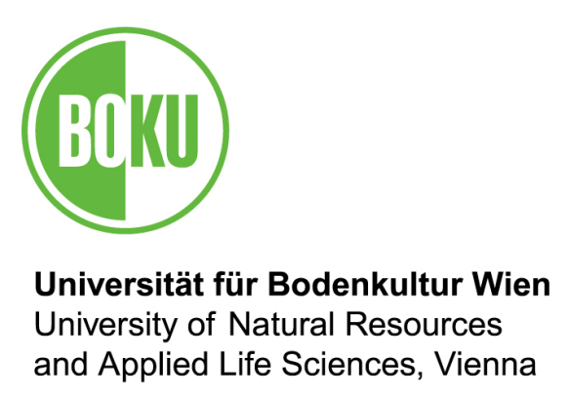 BOKU
Universität für Bodenkultur Wien
University of Natural Resources
and Applied Life Sciences, Vienna